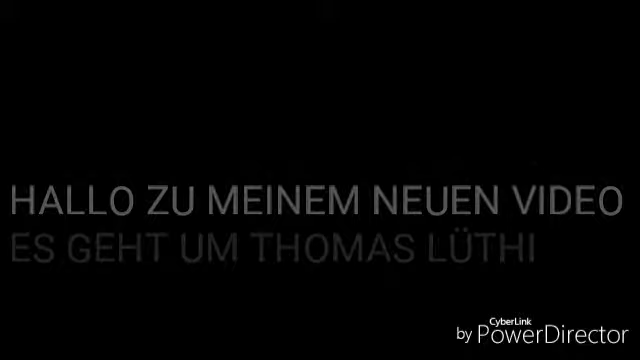 HALLO ZU MEINEM NEUEN VIDEO
ES GEHT UM THOMAS LÜTHI
CyberLink
by PowerDirector